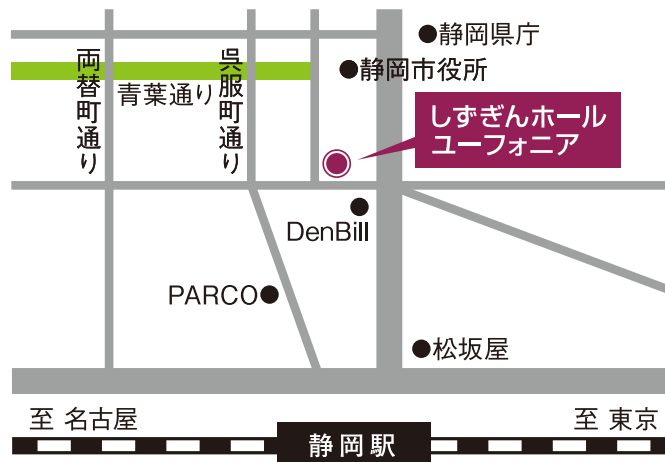 静岡県庁
静岡市役所
両替町通り
呉服町通り
青葉通り
しずぎんホール
ユーフォニア
DenBill
PARCO
松坂屋
至 名古屋
至 東京
静岡駅